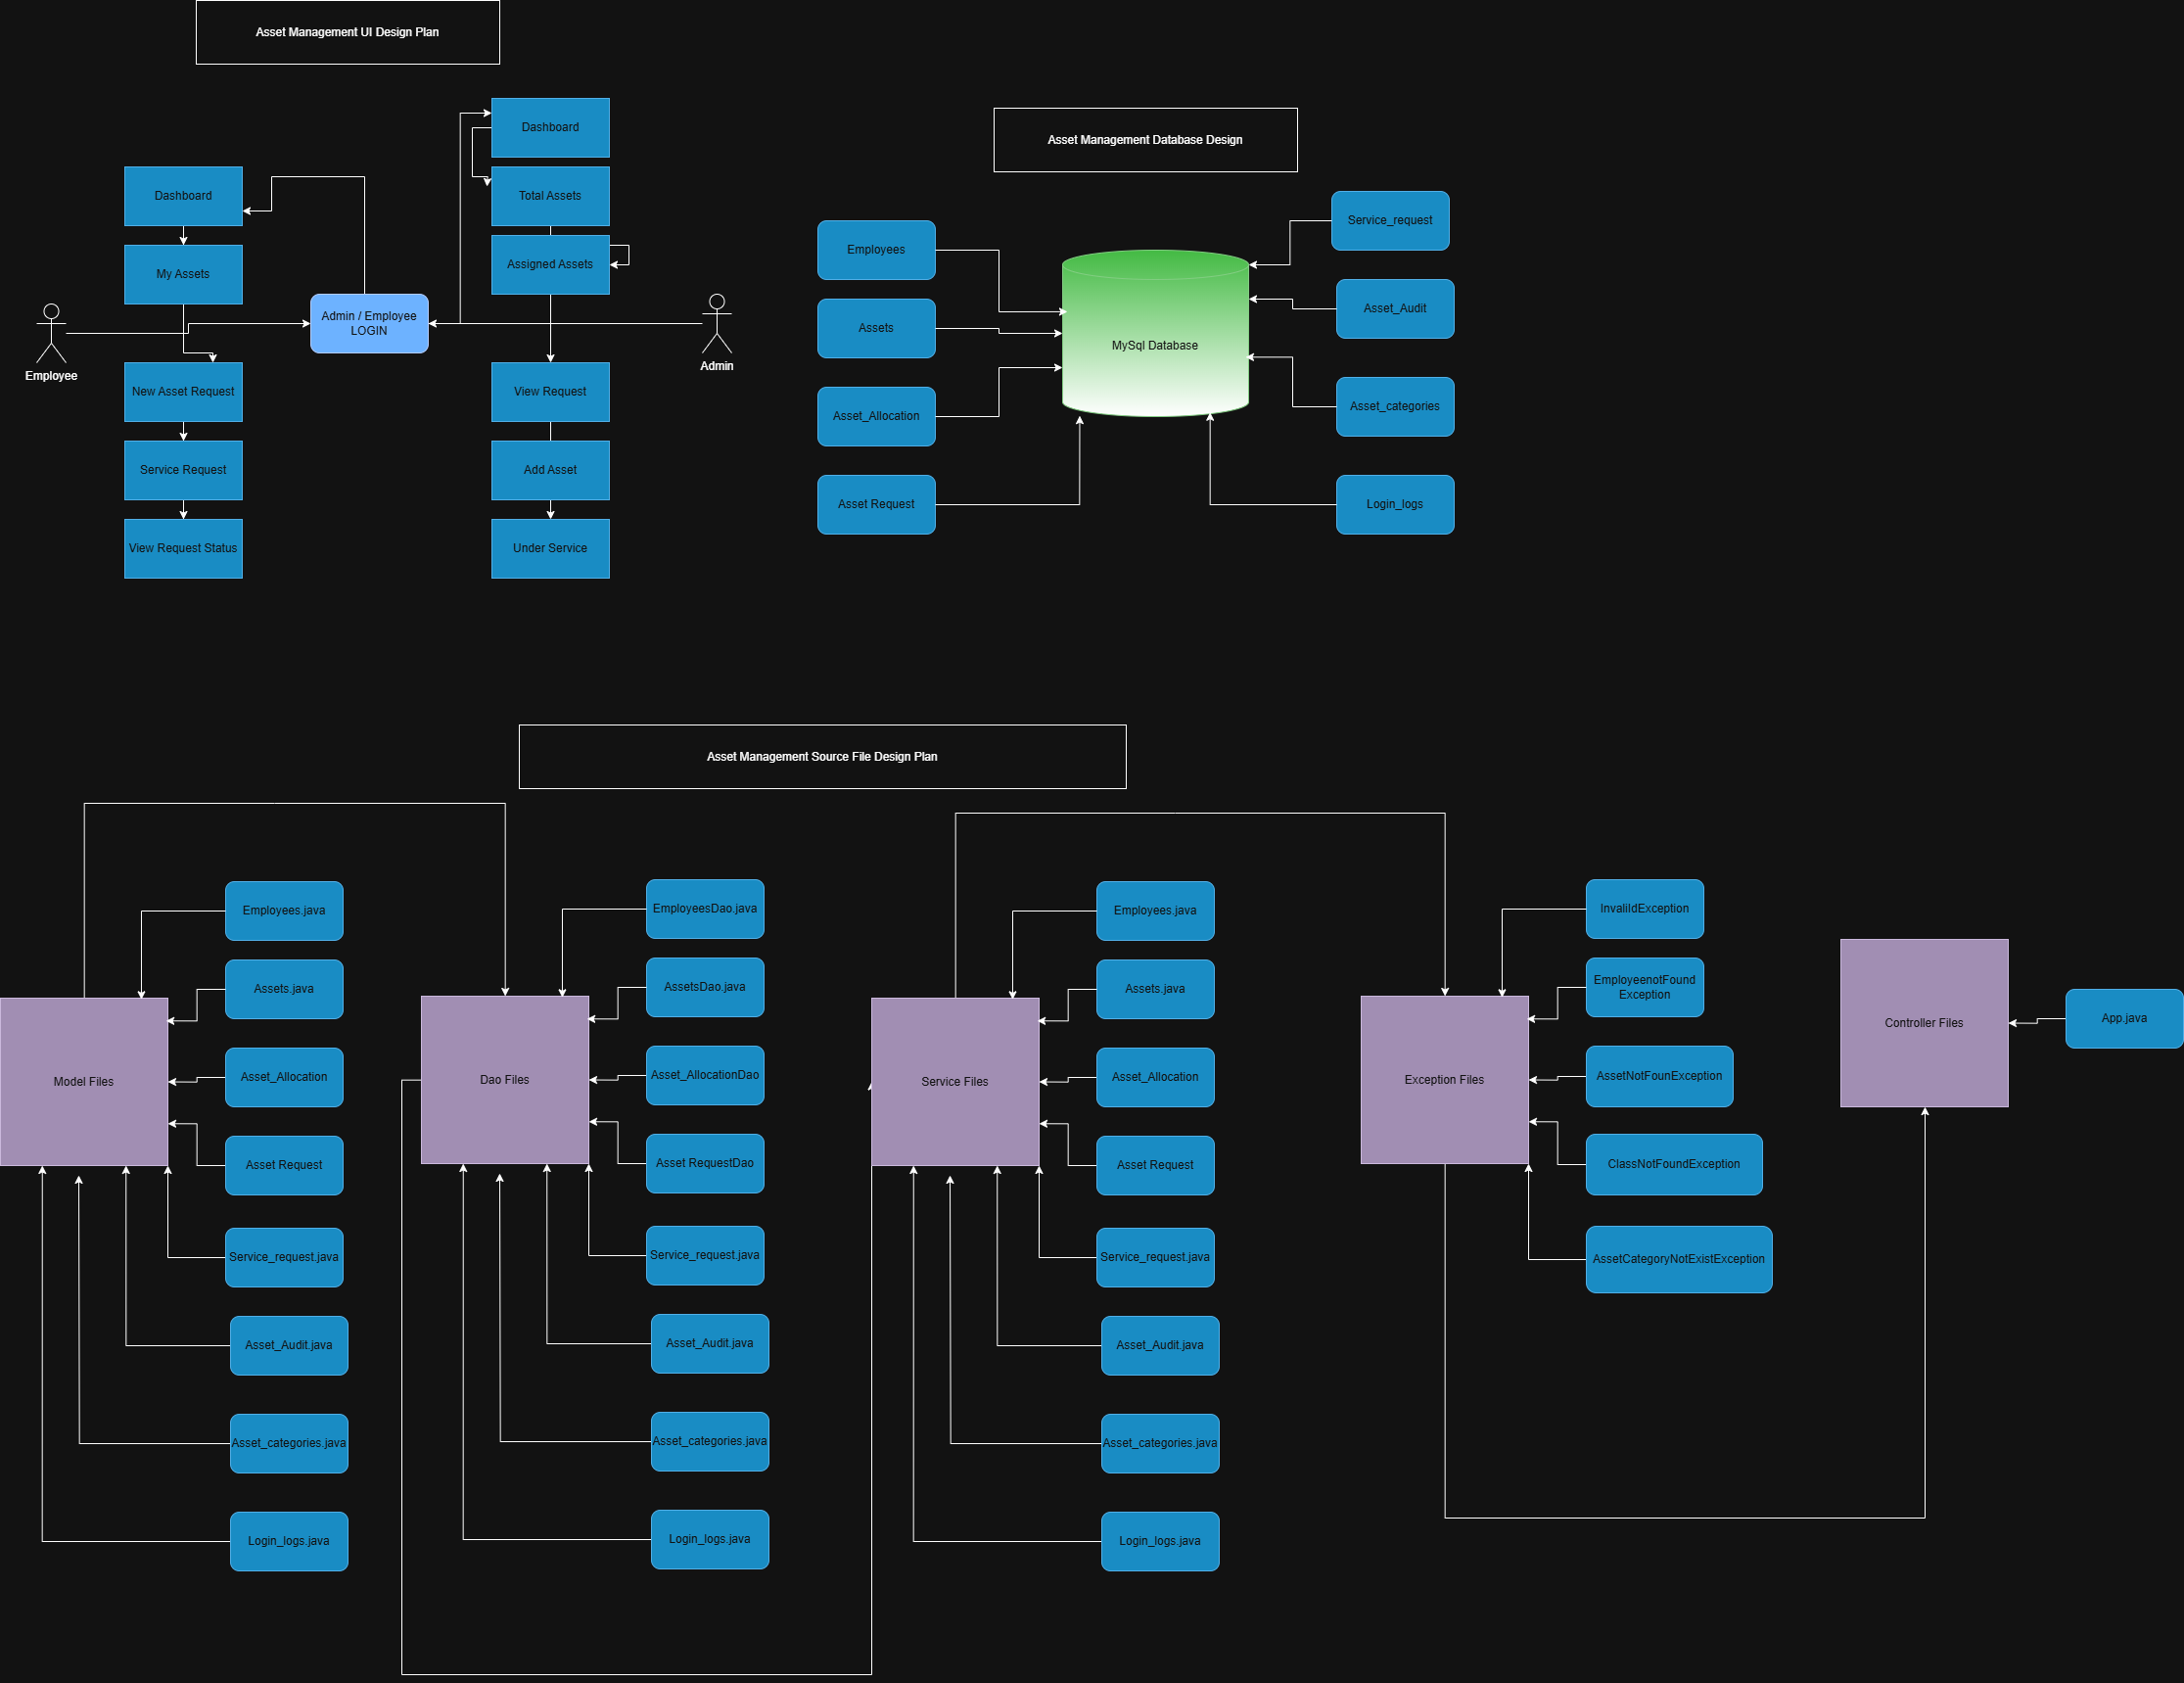 Asset Management UI Design Plan
Dashboard
My Assets
Employee
Admin / Employee
LOGIN
New Asset Request
Service Request
View Request Status
Dashboard
Total Assets
Assigned Assets
Admin
View Request
Add Asset
Under Service
Asset Management Database Design
Employees
Assets
Asset_Allocation
Asset Request
MySql Database
Service_request
Asset_Audit
Asset_categories
Login_logs
Asset Management Source File Design Plan
Model Files
Employees.java
Assets.java
Asset_Allocation
Asset Request
Service_request.java
Asset_Audit.java
Asset_categories.java
Login_logs.java
Dao Files
EmployeesDao.java
AssetsDao.java
Asset_AllocationDao
Asset RequestDao
Service_request.java
Asset_Audit.java
Asset_categories.java
Login_logs.java
Service Files
Employees.java
Assets.java
Asset_Allocation
Asset Request
Service_request.java
Asset_Audit.java
Asset_categories.java
Login_logs.java
Exception Files
InvaliIdException
EmployeenotFound
Exception
AssetNotFounException
ClassNotFoundException
AssetCategoryNotExistException
Controller Files
App.java